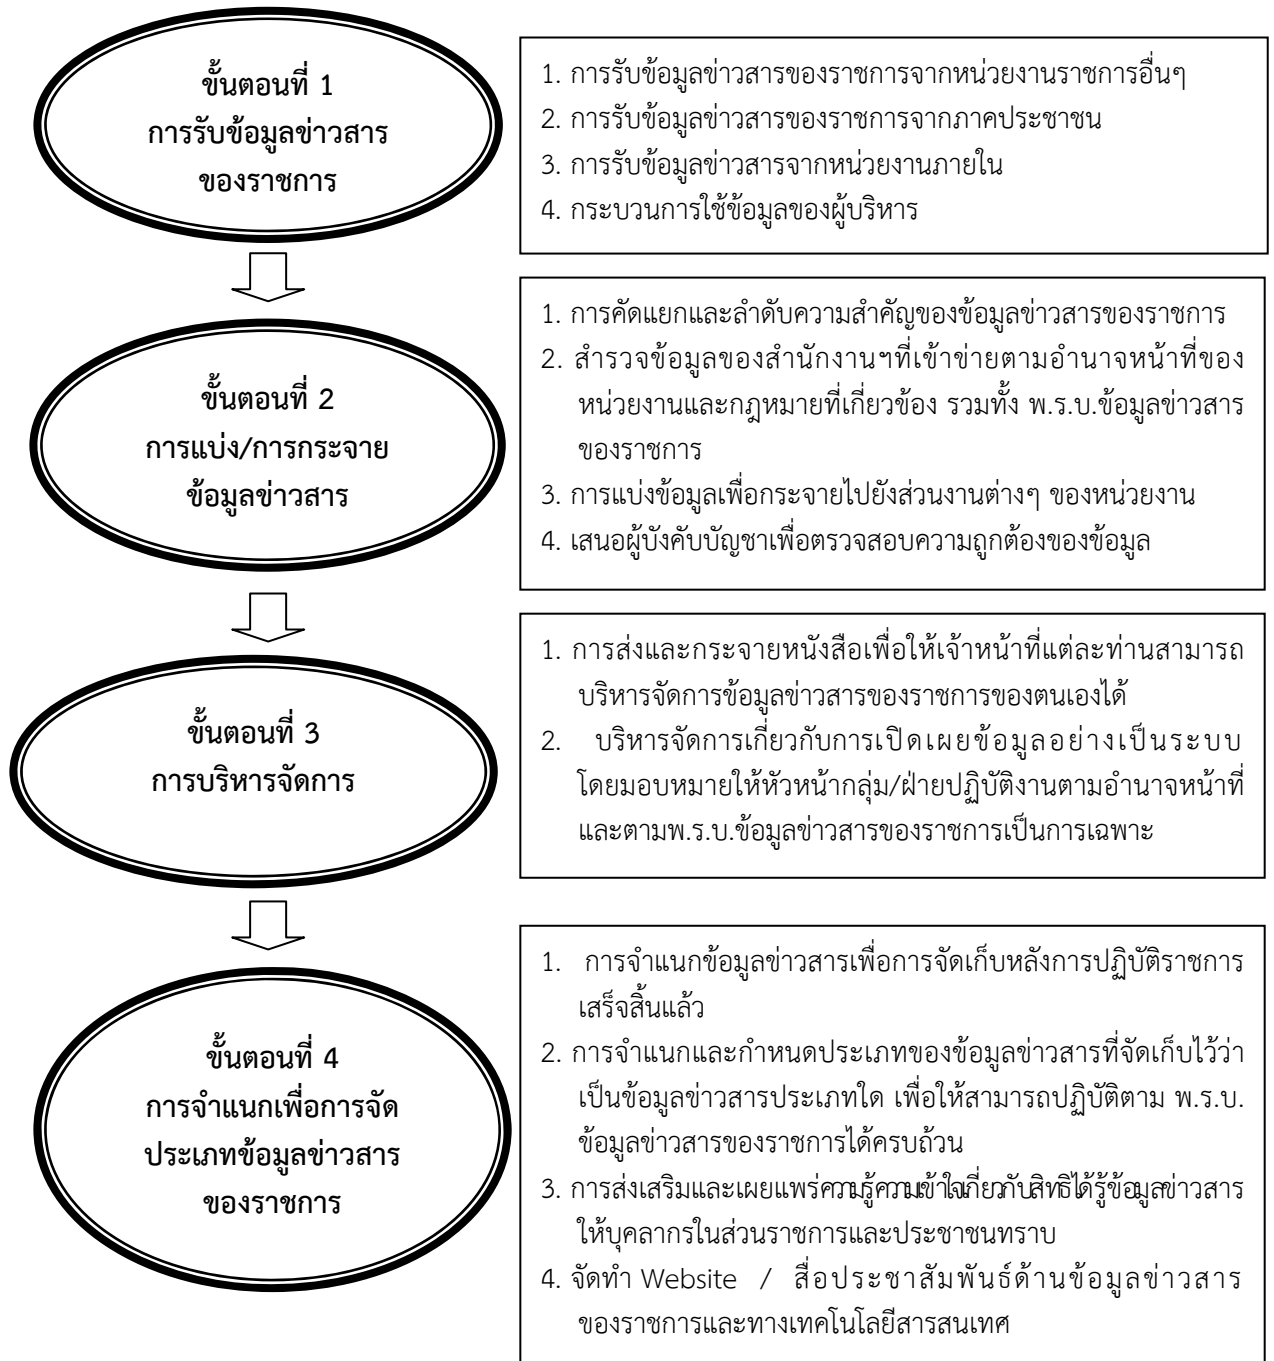 ขั้นตอนที่ 1
การรับข้อมูลข่าวสาร
ของราชการ
1. การรับข้อมูลข่าวสารของราชการจากหน่วยงานราชการอื่นๆ
2. การรับข้อมูลข่าวสารของราชการจากภาคประชาชน
3. การรับข้อมูลข่าวสารจากหน่วยงานภายใน
4. กระบวนการใช้ข้อมูลของผู้บริหาร
ขั้นตอนที่ 2
การแบ่ง/การกระจาย
ข้อมูลข่าวสาร
1. การคัดแยกและลำดับความสำคัญของข้อมูลข่าวสารของราชการ
2. สำรวจข้อมูลของสำนักงานฯที่เข้าข่ายตามอำนาจหน้าที่ของ
หน่วยงานและกฎหมายที่เกี่ยวข้อง รวมทั้ง พ.ร.บ.ข้อมูลข่าวสาร
ของราชการ
3. การแบ่งข้อมูลเพื่อกระจายไปยังส่วนงานต่างๆ ของหน่วยงาน
4. เสนอผู้บังคับบัญชาเพื่อตรวจสอบความถูกต้องของข้อมูล
ขั้นตอนที่ 3
การบริหารจัดการ
1. การส่งและกระจายหนังสือเพื่อให้เจ้าหน้าที่แต่ละท่านสามารถ
บริหารจัดการข้อมูลข่าวสารของราชการของตนเองได้
2. บริหารจัดการเกี่ยวกับการเปิดเผยข้อมูลอย่างเป็นระบบ
โดยมอบหมายให้หัวหน้ากลุ่ม/ฝ่ายปฏิบัติงานตามอำนาจหน้าที่
และตามพ.ร.บ.ข้อมูลข่าวสารของราชการเป็นการเฉพาะ
ขั้นตอนที่ 4
การจำแนกเพื่อการจัด
ประเภทข้อมูลข่าวสาร
ของราชการ
1. การจำแนกข้อมูลข่าวสารเพื่อการจัดเก็บหลังการปฏิบัติราชการ
เสร็จสิ้นแล้ว
2. การจำแนกและกำหนดประเภทของข้อมูลข่าวสารที่จัดเก็บไว้ว่า
เป็นข้อมูลข่าวสารประเภทใด เพื่อให้สามารถปฏิบัติตาม พ.ร.บ.
ข้อมูลข่าวสารของราชการได้ครบถ้วน
3. การส่งเสริมและเผยแพร่ความรู้ความเข้าใจเกี่ยวกับสิทธิได้รู้ข้อมูลข่าวสาร
ให้บุคลากรในส่วนราชการและประชาชนทราบ
4. จัดทำ Website / สื่อประชาสัมพันธ์ด้านข้อมูลข่าวสาร
ของราชการและทางเทคโนโลยีสารสนเทศ